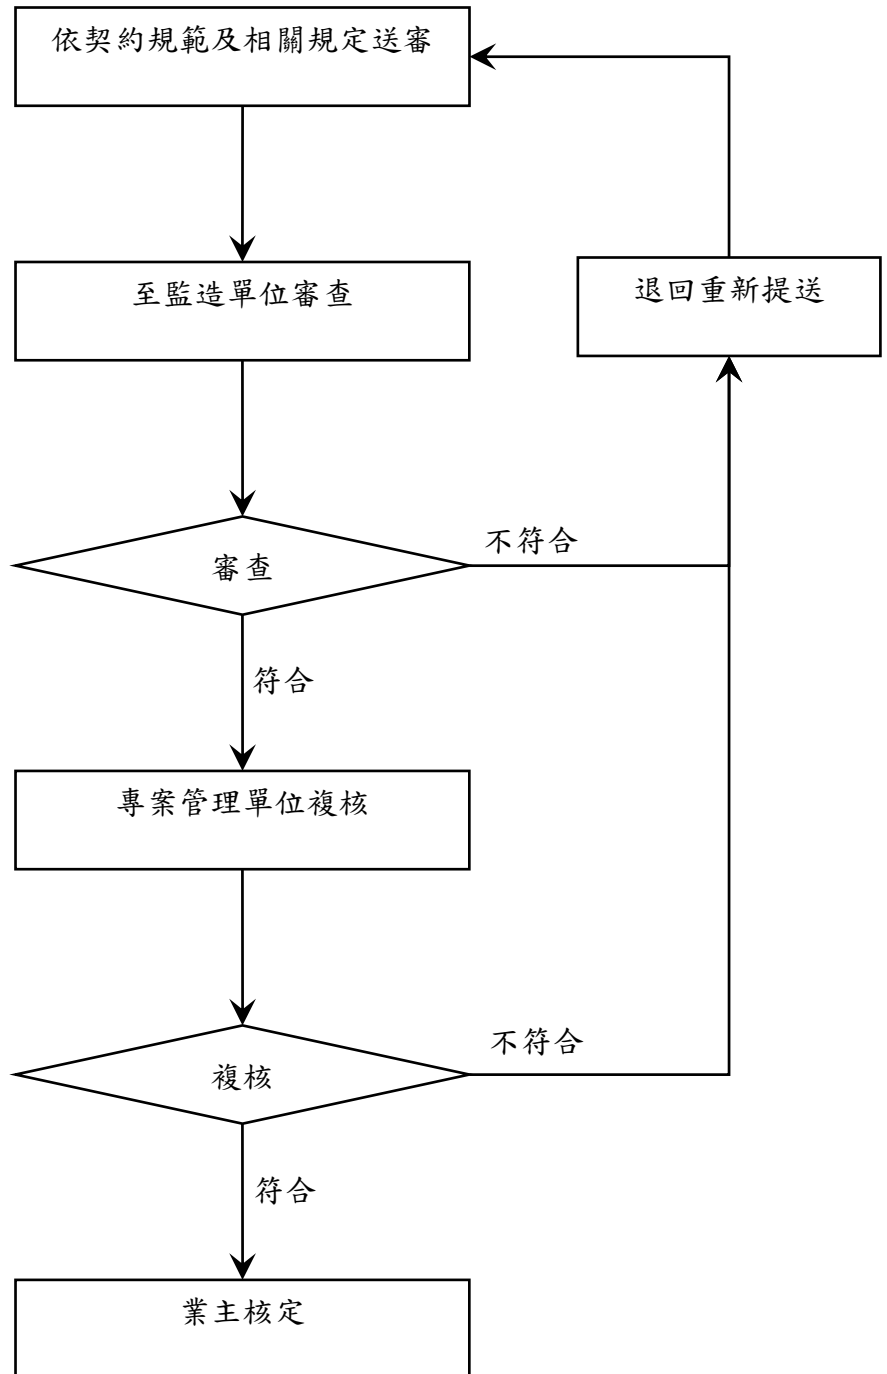 依契約規範及相關規定送審
至監造單位審查
退回重新提送
審查
不符合
符合
專案管理單位複核
複核
不符合
符合
業主核定